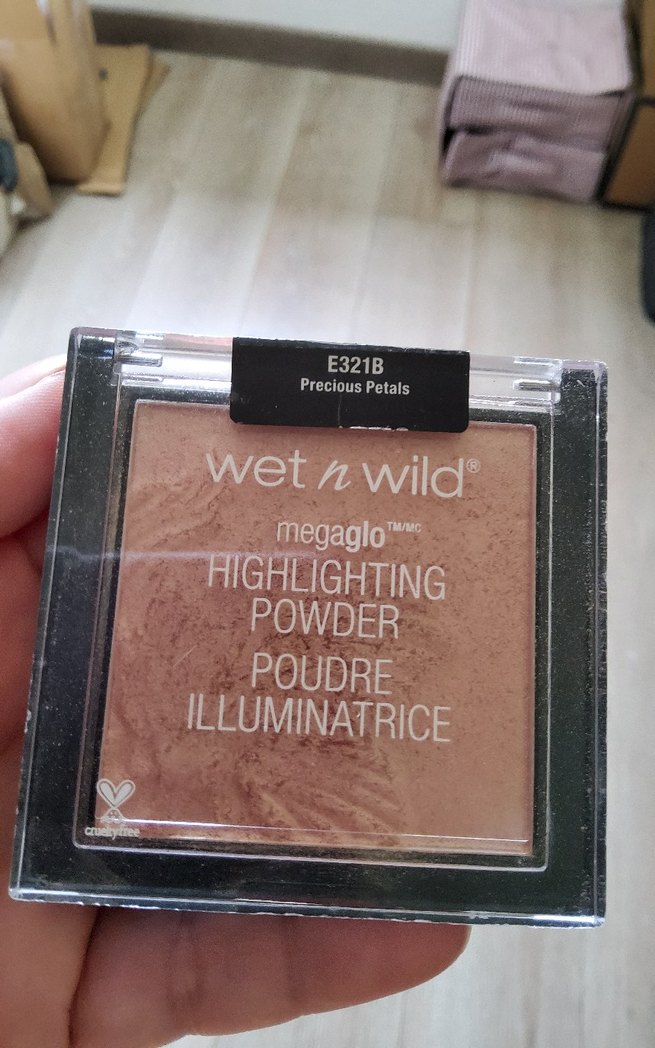 E321B
Precious Petals
wet n wild®
megaglo™/MC
HIGHLIGHTING
POWDER
POUDRE
ILLUMINATRICE
crueltyfree